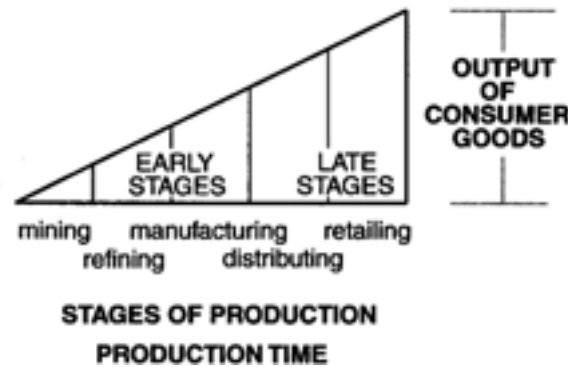 OUTPUT
OF
CONSUMER
GOODS
EARLY
STAGES
LATE
STAGES
mining manufacturing retailing
refining distributing
STAGES OF PRODUCTION
PRODUCTION TIME